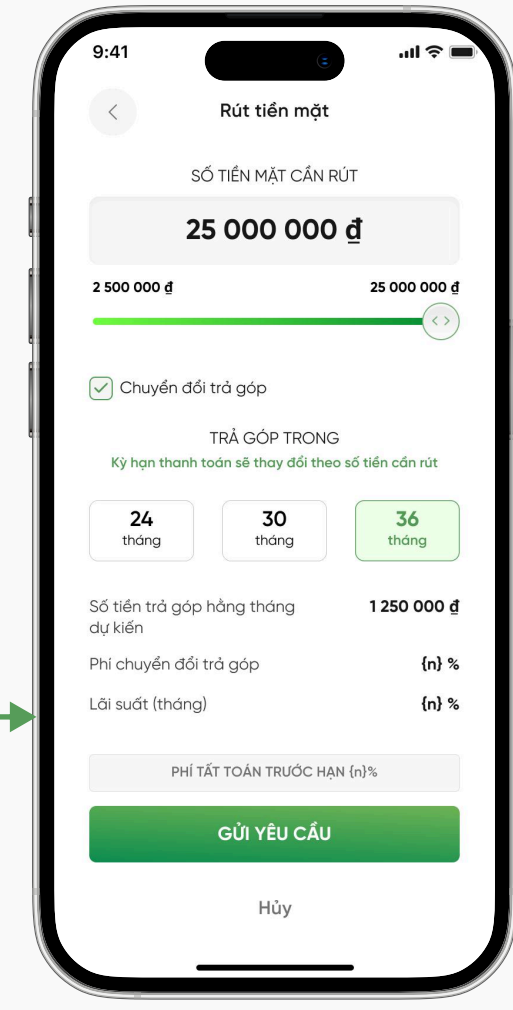 9:41
Rút tiền mặt
SỐ TIỀN MẶT CẦN RÚT
25 000 000 ₫
2 500 000 ₫ 25 000 000 ₫
Chuyển đổi trả góp
TRẢ GÓP TRONG
Kỳ hạn thanh toán sẽ thay đổi theo số tiền cần rút
24 30 36
tháng tháng tháng
Số tiền trả góp hằng tháng 1 250 000 ₫
dự kiến
Phí chuyển đổi trả góp {n} %
Lãi suất (tháng) {n} %
PHÍ TẤT TOÁN TRƯỚC HẠN {n}%
GỬI YÊU CẦU
Hủy